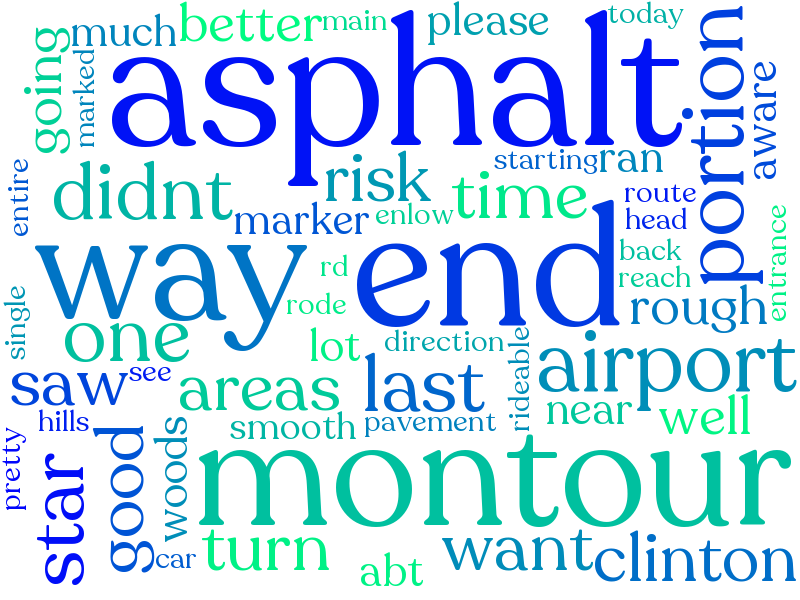 much
better
main
please
today
going
marked
asphalt
portion
aware
entire
didnt
risk
starting
ran
time
route
marker
enlow
head
way
end
back
reach
entrance
rd
rode
rough
single
one
lot
direction
rideable
airport
saw
see
areas
last
near
well
hills
smooth
pavement
pretty
star
good
woods
montour
car
turn
abt
want
clinton